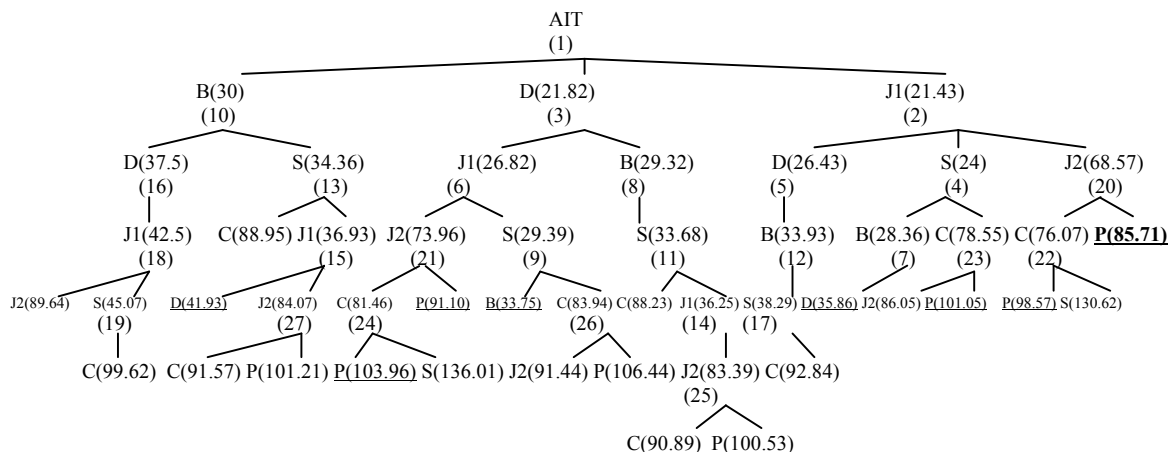 AIT
(1)
B(30) D(21.82) J1(21.43)
(10) (3) (2)
D(37.5) S(34.36) J1(26.82) B(29.32) D(26.43) S(24) J2(68.57)
(16) (13) (6) (8) (5) (4) (20)
J1(42.5) C(88.95) J1(36.93) J2(73.96) S(29.39) S(33.68) B(33.93) B(28.36) C(78.55) C(76.07) P(85.71)
(18) (15) (21) (9) (11) (12) (7) (23) (22)
J2(89.64) S(45.07) D(41.93) J2(84.07) C(81.46) P(91.10) B(33.75) C(83.94) C(88.23) J1(36.25) S(38.29) D(35.86) J2(86.05) P(101.05) P(98.57) S(130.62)
(19) (27) (24) (26) (14) (17)
C(99.62) C(91.57) P(101.21) P(103.96) S(136.01) J2(91.44) P(106.44) J2(83.39) C(92.84)
(25)
C(90.89) P(100.53)